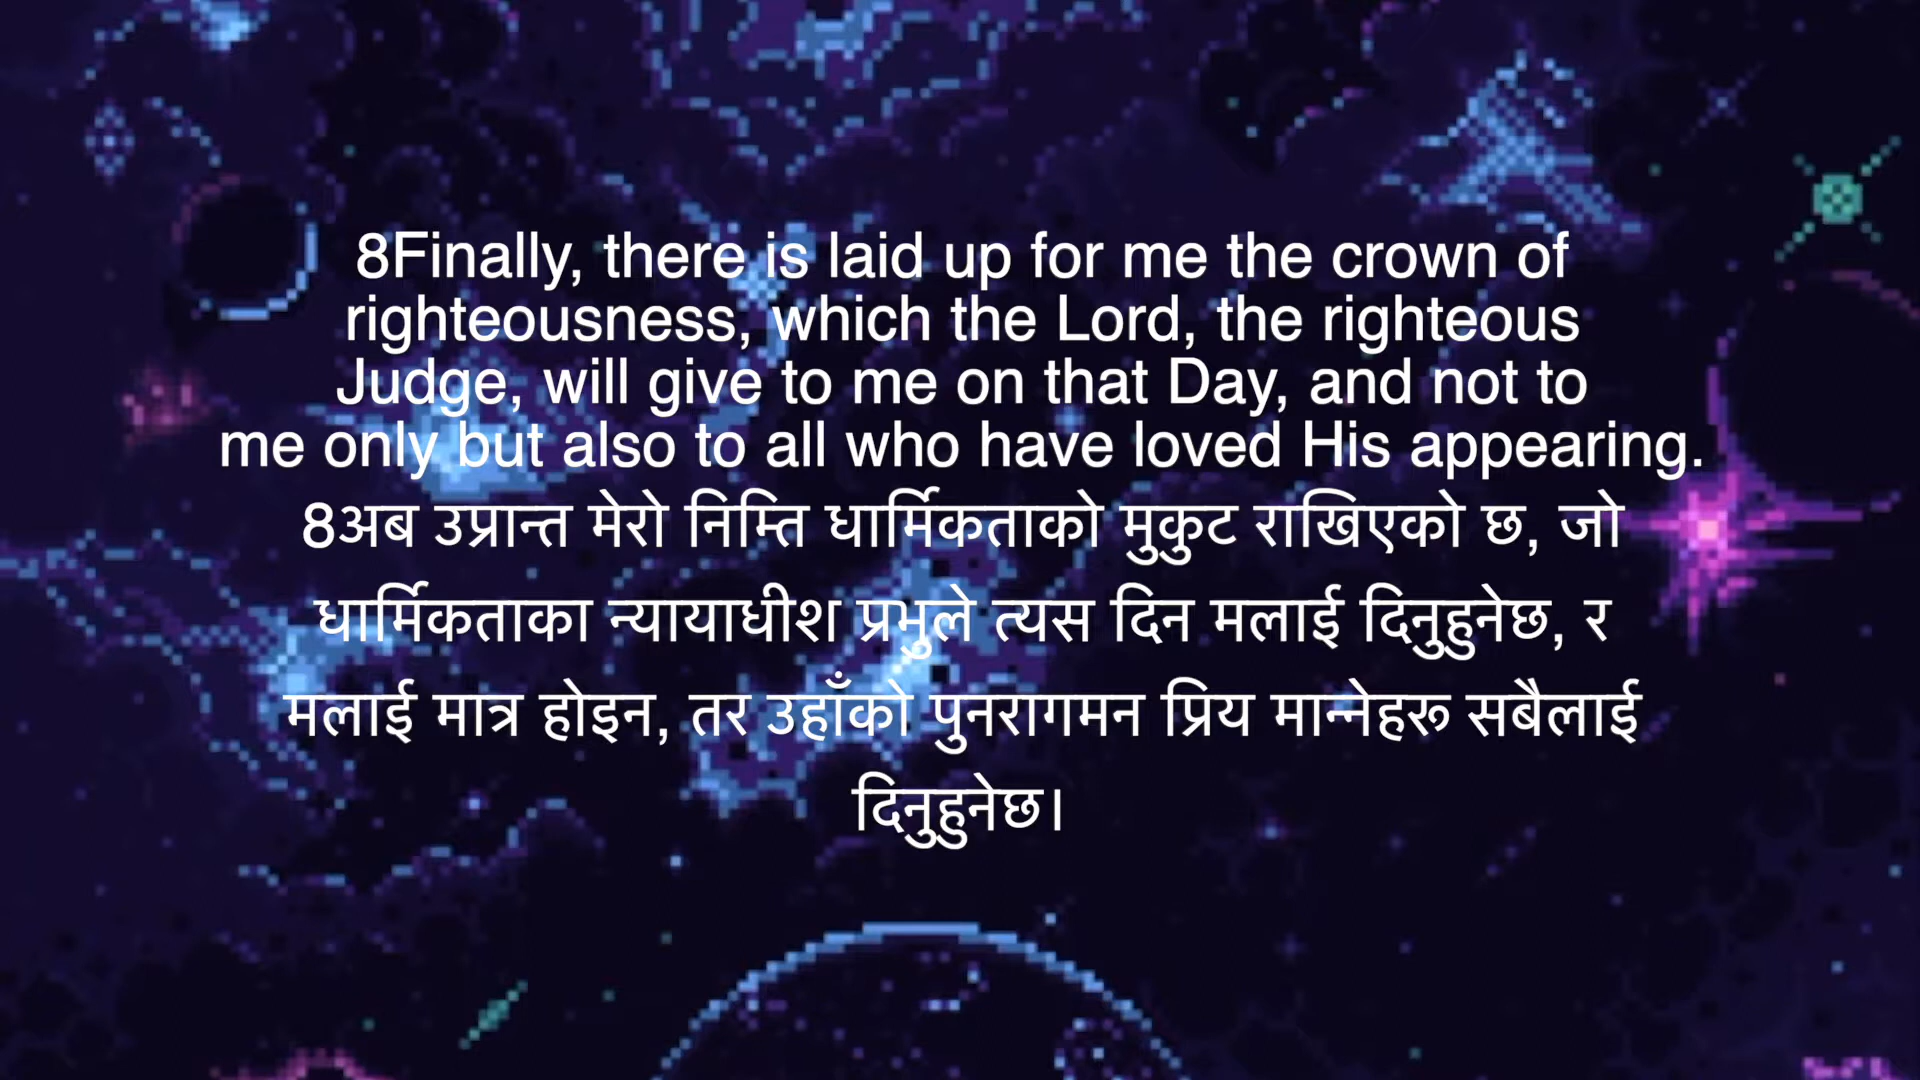 8Finally, there is laid up for me the crown of
righteousness, which the Lord, the righteous
Judge, will give to me on that Day, and not to
me only but also to all who have loved His appearing.
8अब उप्रान्त मेरो निम्ति धार्मिकताको मुकुट राखिएको छ, जो
धार्मिकताका न्यायाधीश प्रभुले त्यस दिन मलाई दिनुहुनेछ, र
मलाई मात्र होइन, तर उहाँको पुनरागमन प्रिय मान्नेहरू सबैलाई
दिनुहुनेछ।